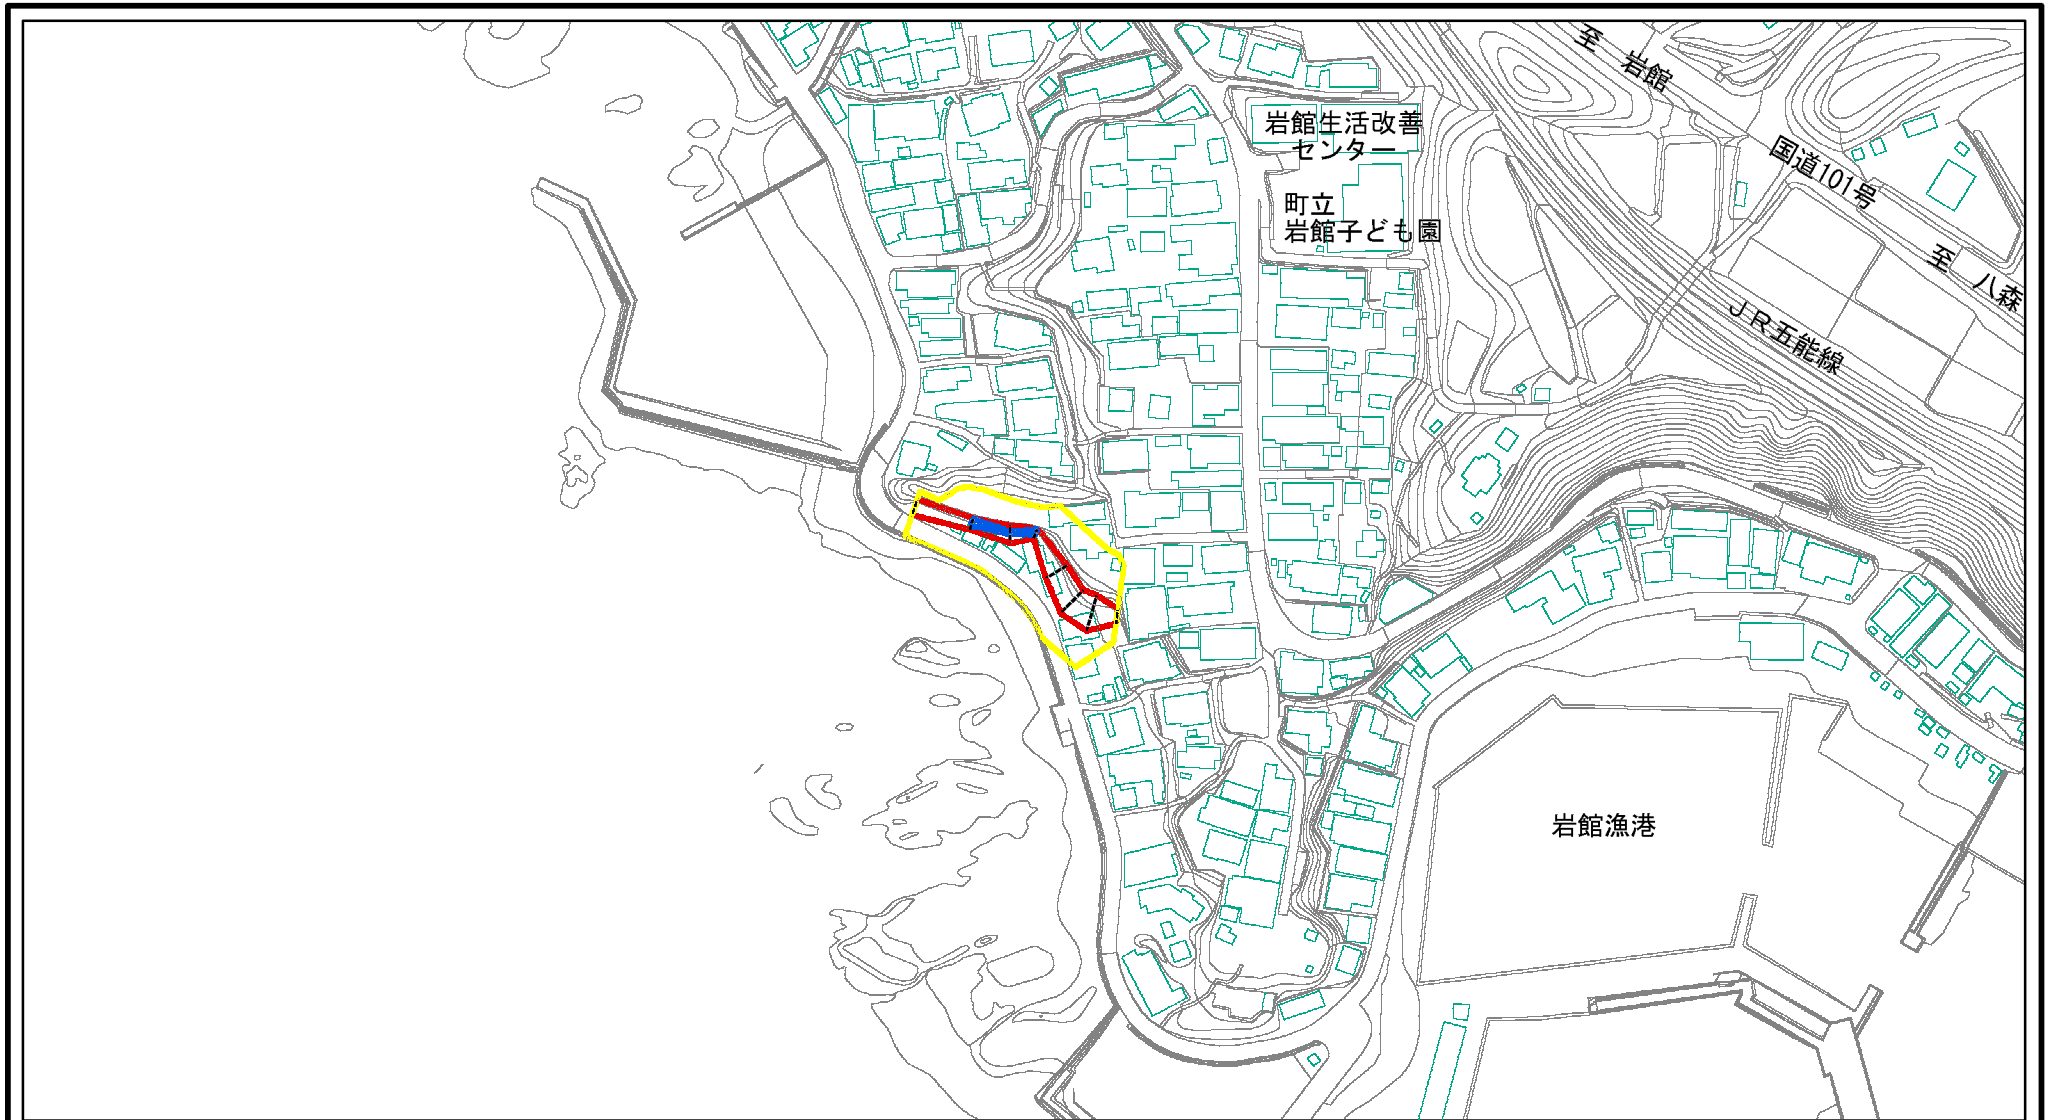 至　岩館
岩館生活改善
センター
国道101号
町立
岩館子ども園
至　八森
ＪＲ五能線
岩館漁港